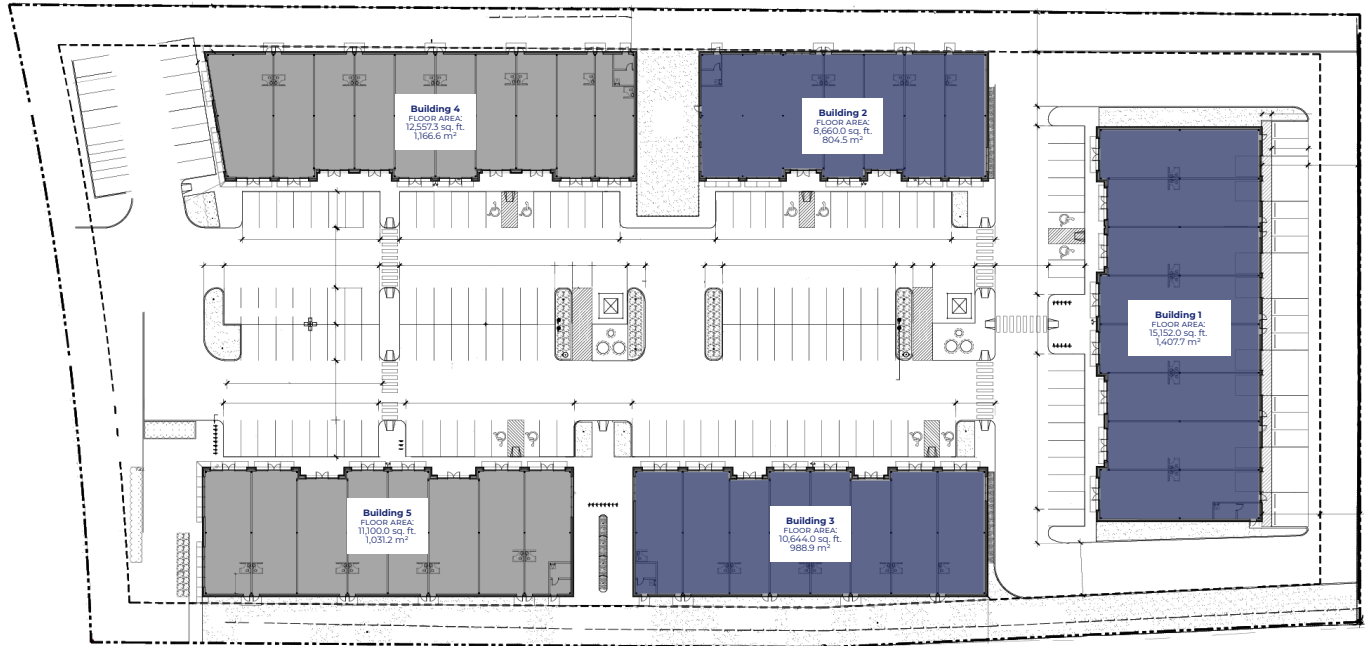 Building 4
FLOOR AREA:
12,557.3 sq. ft.
1,166.6 m²
Building 2
FLOOR AREA:
8,660.0 sq. ft.
804.5 m²
Building 1
FLOOR AREA:
15,152.0 sq. ft.
1,407.7 m²
Building 5
FLOOR AREA:
11,100.0 sq. ft.
1,031.2 m²
Building 3
FLOOR AREA:
10,644.0 sq. ft.
988.9 m²